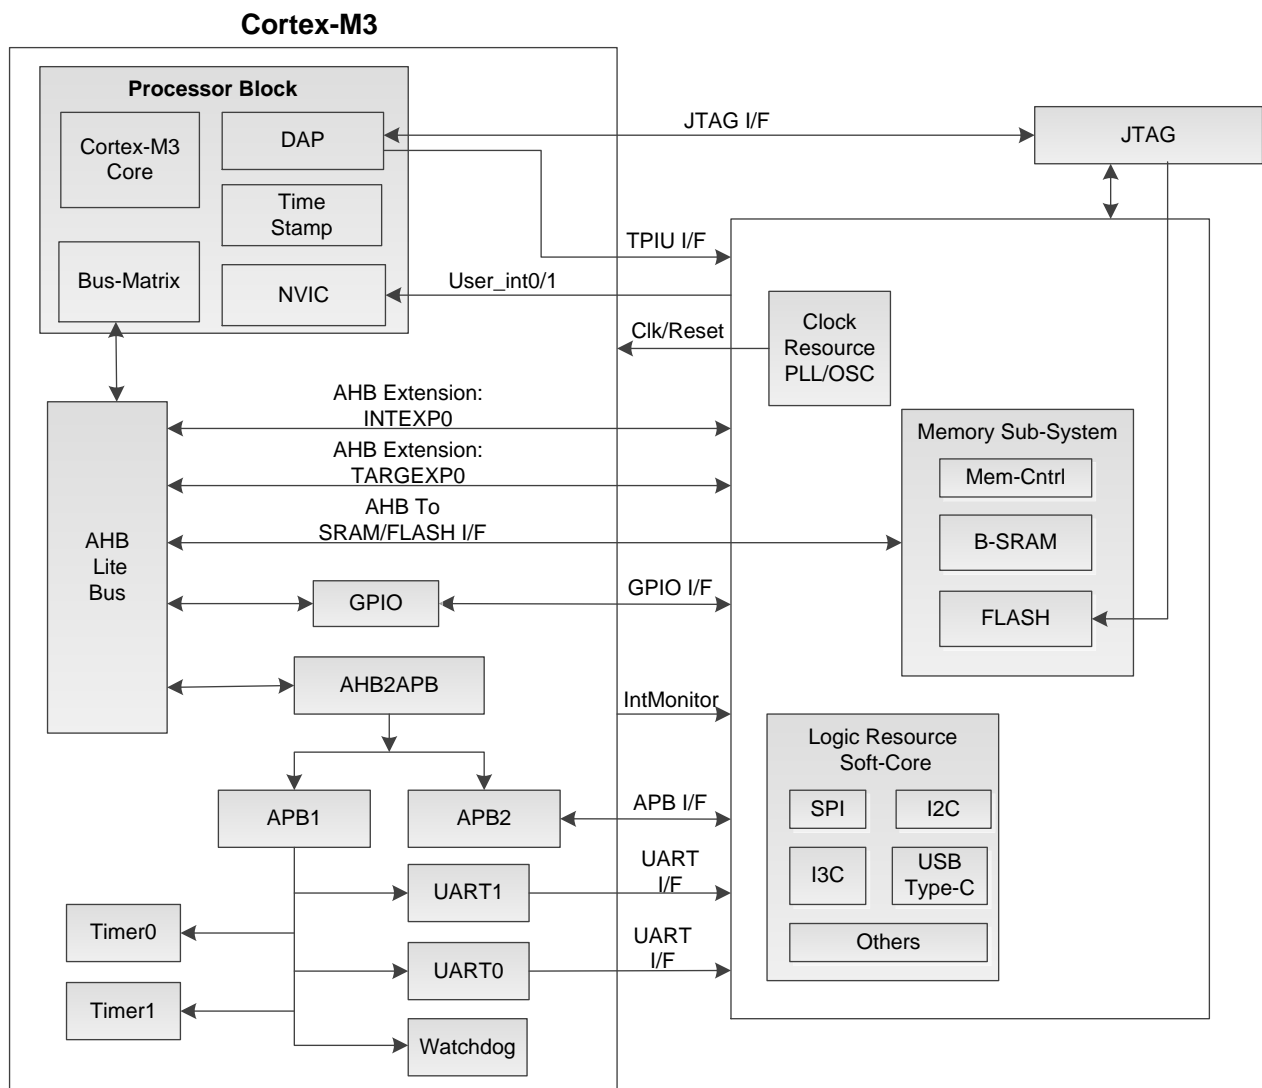 Cortex-M3
Processor Block
Cortex-M3
Core
DAP
Time
Stamp
Bus-Matrix
NVIC
JTAG I/F
JTAG
TPIU I/F
User_int0/1
Clk/Reset
Clock
Resource
PLL/OSC
AHB Extension:
INTEXP0
AHB Extension:
TARGEXP0
AHB To
SRAM/FLASH I/F
AHB
Lite
Bus
Memory Sub-System
Mem-Cntrl
B-SRAM
FLASH
GPIO
GPIO I/F
AHB2APB
IntMonitor
Logic Resource
Soft-Core
SPI
I2C
I3C
USB
Type-C
Others
APB1
APB2
APB I/F
UART1
UART
I/F
Timer0
UART0
UART
I/F
Timer1
Watchdog